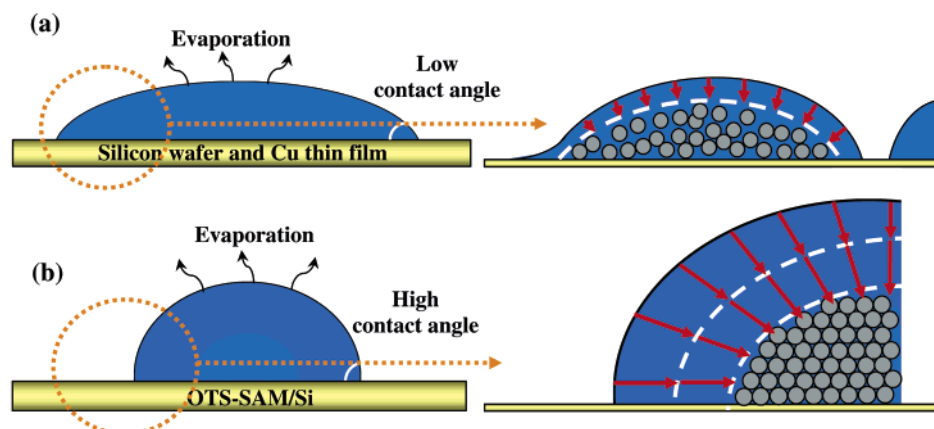 (a)
Evaporation
Low
contact angle
Silicon wafer and Cu thin film
(b)
Evaporation
High
contact angle
OTS-SAM/Si